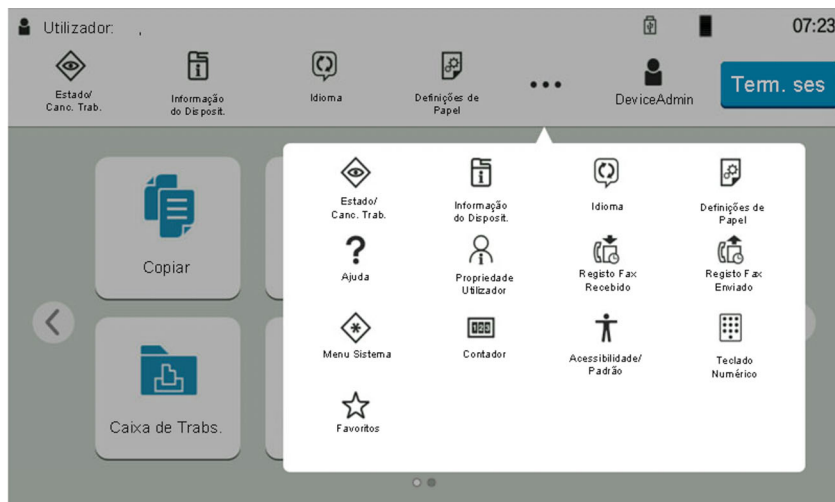 Utilizador: ,
07:23
Estado/
Canc. Trab.
Informação
do Disposit.
Idioma
Definições de
Papel
DeviceAdmin
Term. ses
Estado/
Canc. Trab.
Informação
do Disposit.
Idioma
Definições de
Papel
Ajuda
Propriedade
Utilizador
Registo Fax
Recebido
Registo Fax
Enviado
Menu Sistema
123
Contador
Acessibilidade/
Padrão
Teclado
Numérico
Favoritos
Copiar
Caixa de Trabs.